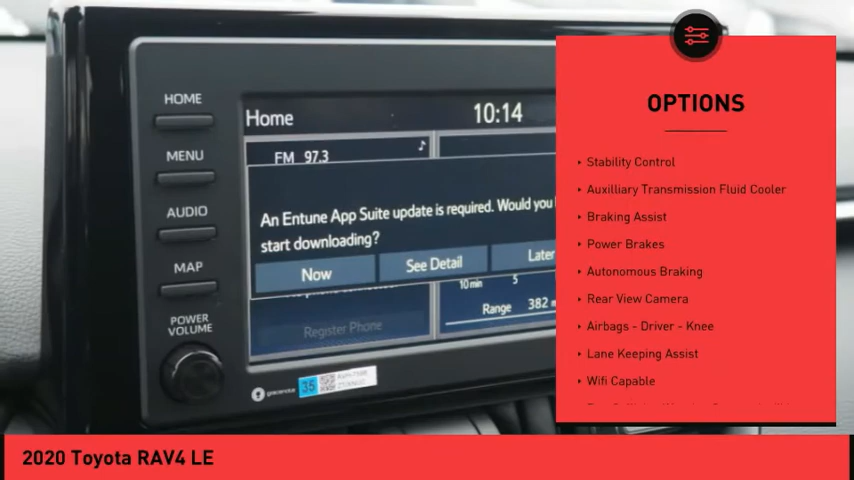 HOME
MENU
AUDIO
MAP
POWER
VOLUME
Home
10:14
FM 97.3
An Entune App Suite update is required. Would you
start downloading?
Now
See Detail
Later
10 min
5
Range 382
Register Phone
35
OPTIONS
Stability Control
Auxilliary Transmission Fluid Cooler
Braking Assist
Power Brakes
Autonomous Braking
Rear View Camera
Airbags - Driver - Knee
Lane Keeping Assist
Wifi Capable
2020 Toyota RAV4 LE